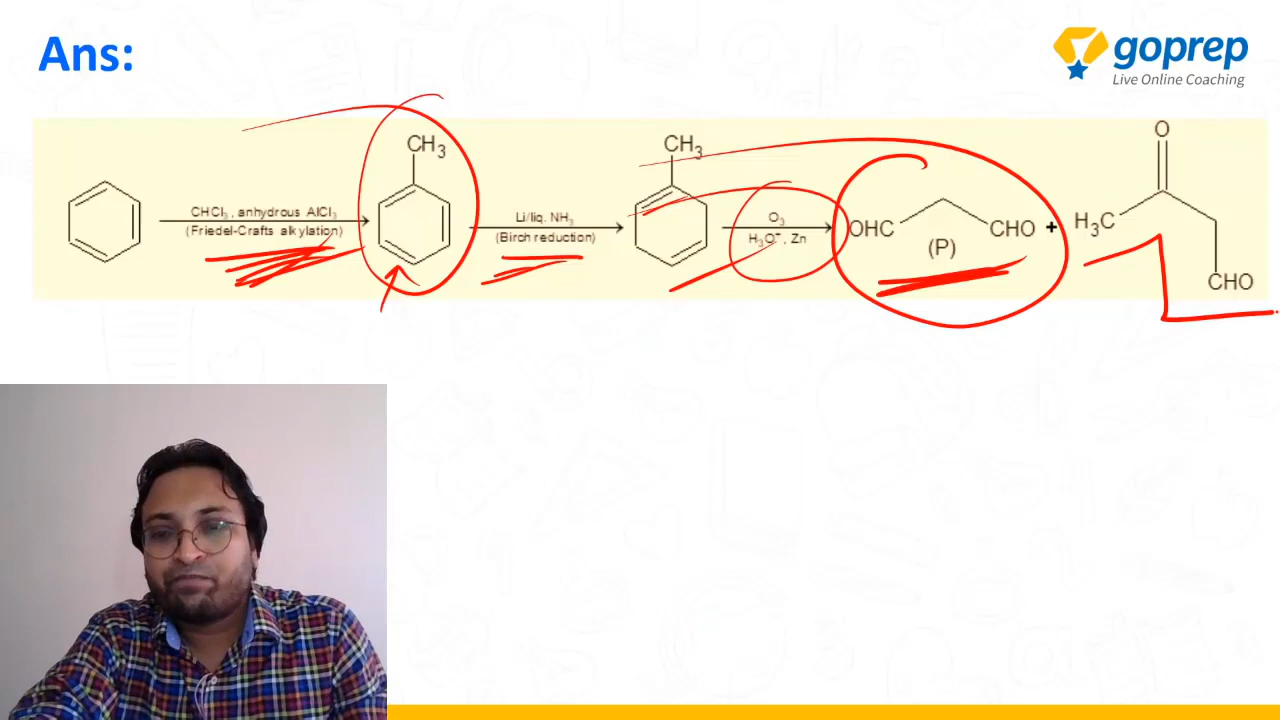 Ans:
goprep
Live Online Coaching
CHCl3, anhydrous AlCl3
(Friedel-Crafts alkylation)
CH3
Li/liq. NH3
(Birch reduction)
CH3
O3
H3O⁻, Zn
OHC
CHO
(P)
+
O
H3C
CHO